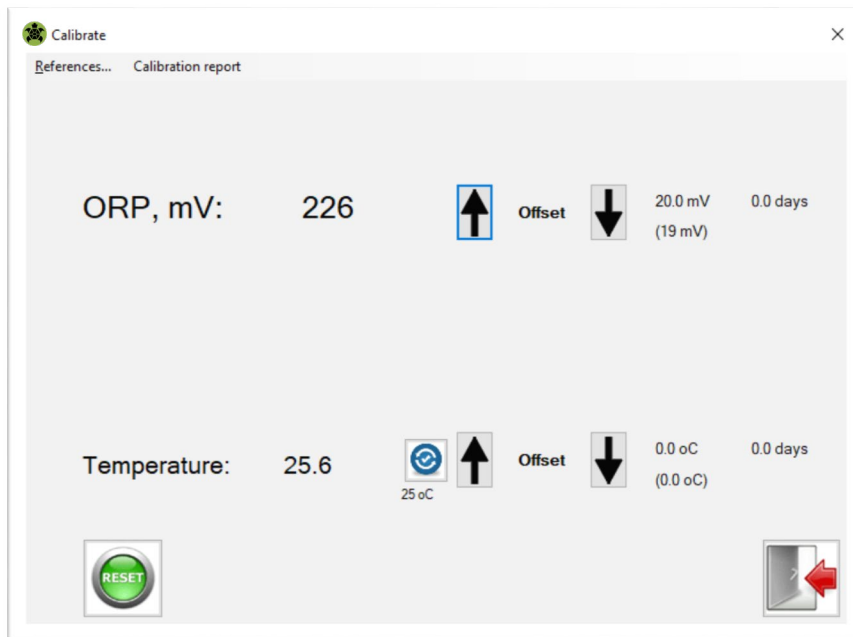 Calibrate
References... Calibration report
ORP, mV: 226 Offset 20.0 mV 0.0 days
(19 mV)
Temperature: 25.6 Offset 0.0 oC 0.0 days
25 oC (0.0 oC)
RESET